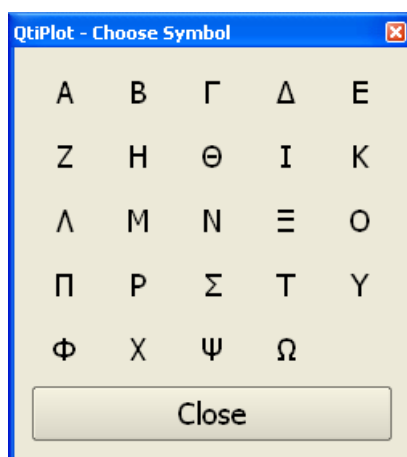 QtiPlot - Choose Symbol
Α Β Γ Δ Ε
Ζ Η Θ Ι Κ
Λ Μ Ν Ξ Ο
Π Ρ Σ Τ Υ
Φ Χ Ψ Ω
Close